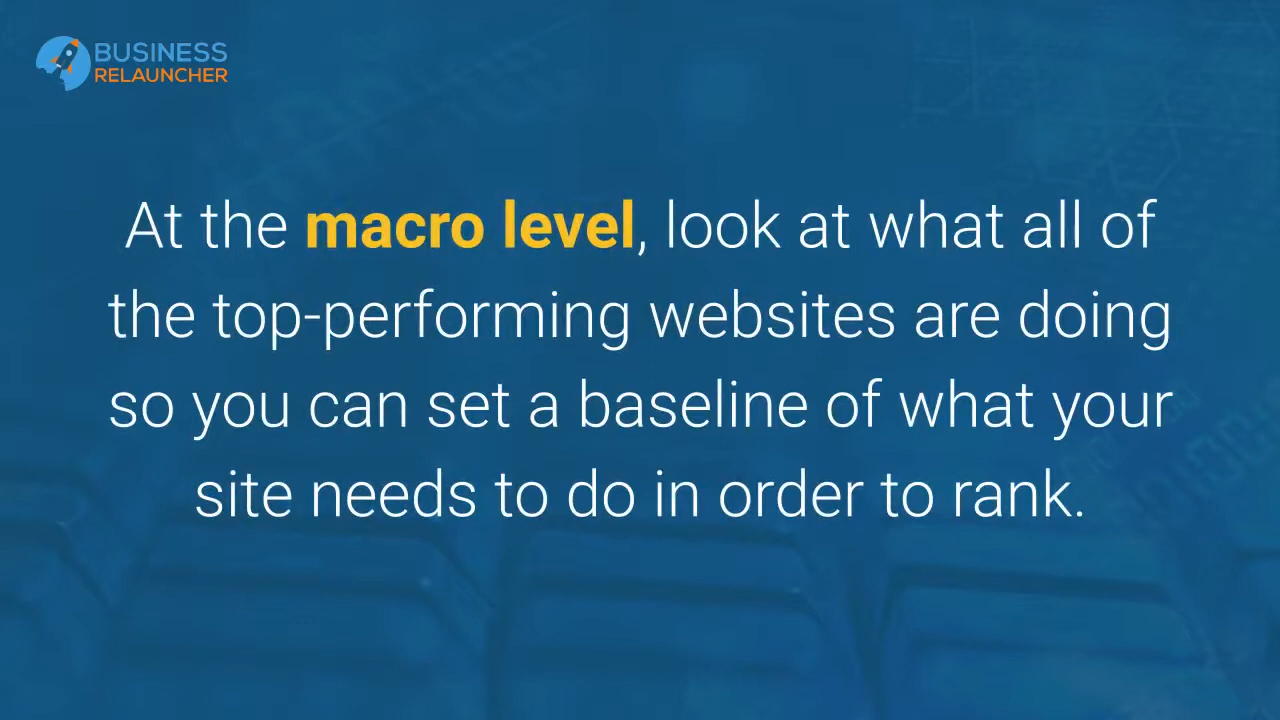 BUSINESS
RELAUNCHER
At the macro level, look at what all of
the top-performing websites are doing
so you can set a baseline of what your
site needs to do in order to rank.